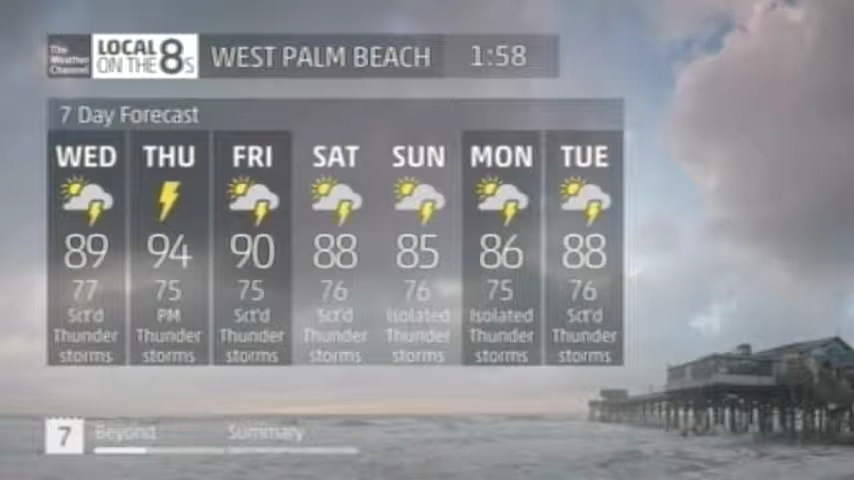 The Weather Channel
LOCAL ON THE 8s
WEST PALM BEACH 1:58
7 Day Forecast
WED THU FRI SAT SUN MON TUE
89 94 90 88 85 86 88
77 75 75 76 76 75 76
Sct'd PM Sct'd Sct'd Isolated Isolated Sct'd
Thunder Thunder Thunder Thunder Thunder Thunder Thunder
storms storms storms storms storms storms storms
7 Beyond Summary